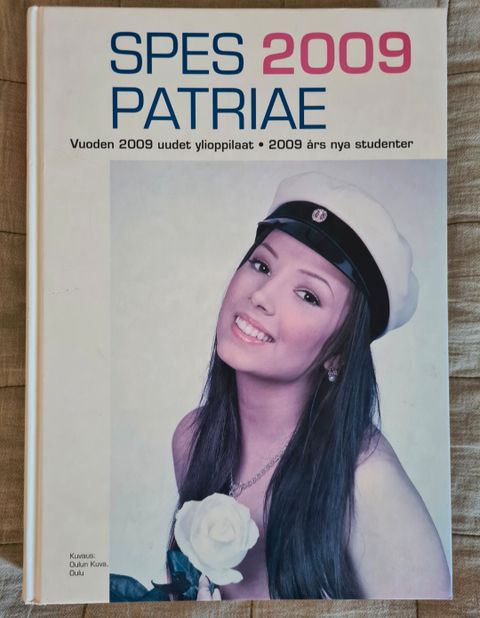 SPES 2009
PATRIAE
Vuoden 2009 uudet ylioppilaat • 2009 års nya studenter
Kuvaus:
Oulun Kuva,
Oulu